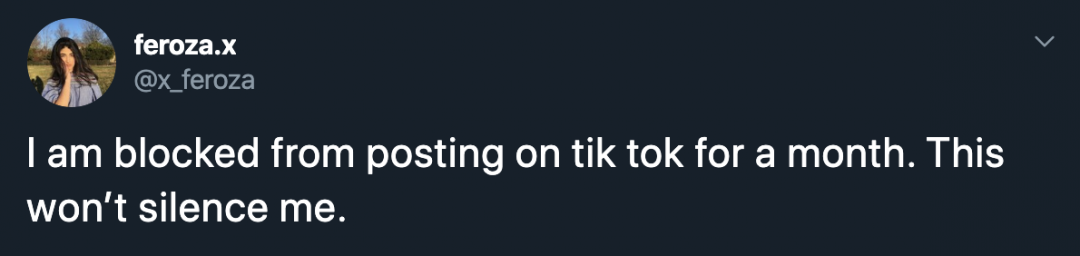 feroza.x
@x_feroza
I am blocked from posting on tik tok for a month. This
won’t silence me.